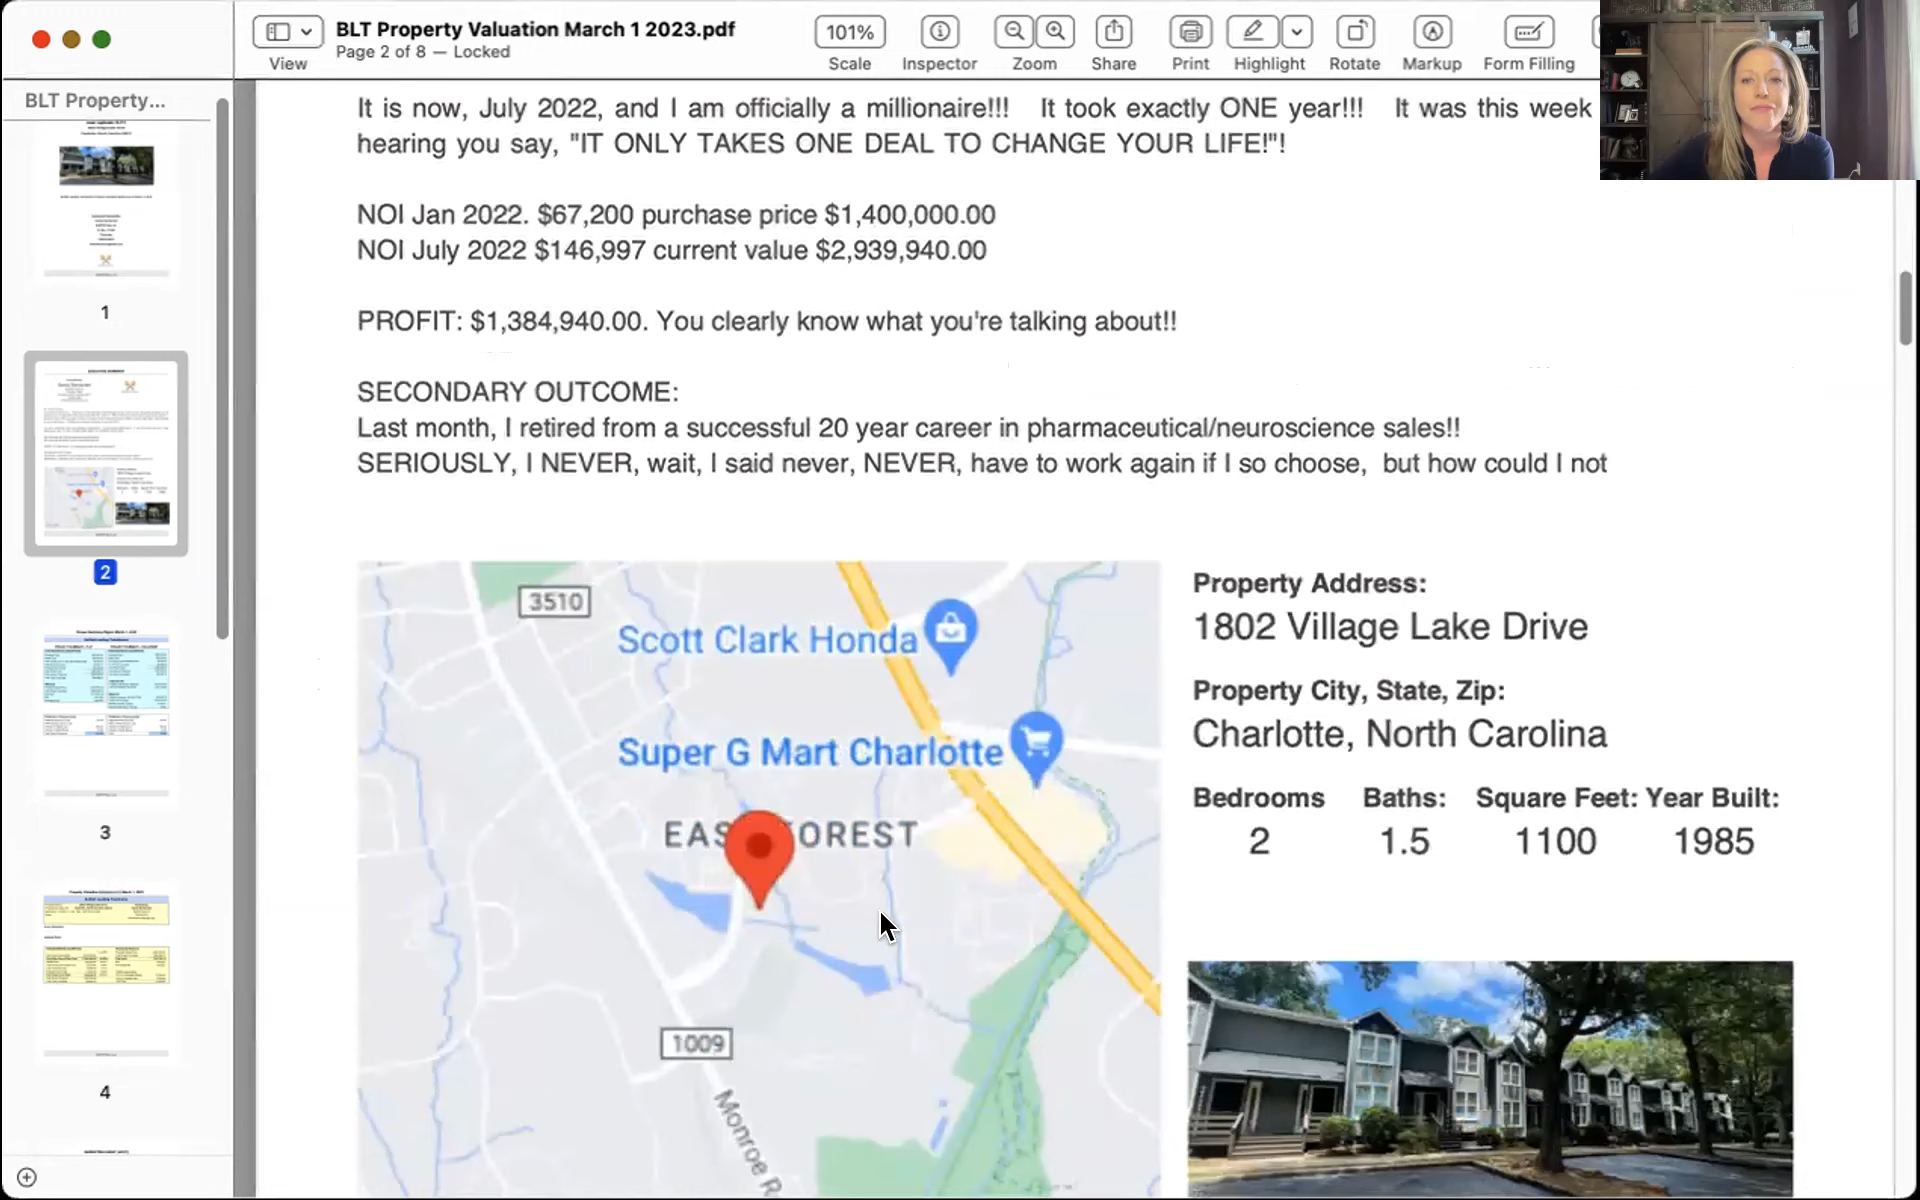 BLT Property Valuation March 1 2023.pdf
Page 2 of 8 — Locked
View
101%
Scale
Inspector
Zoom
Share
Print
Highlight
Rotate
Markup
Form Filling
BLT Property...
1
2
3
4
It is now, July 2022, and I am officially a millionaire!!! It took exactly ONE year!!! It was this week
hearing you say, "IT ONLY TAKES ONE DEAL TO CHANGE YOUR LIFE!"!
NOI Jan 2022. $67,200 purchase price $1,400,000.00
NOI July 2022 $146,997 current value $2,939,940.00
PROFIT: $1,384,940.00. You clearly know what you're talking about!!
SECONDARY OUTCOME:
Last month, I retired from a successful 20 year career in pharmaceutical/neuroscience sales!!
SERIOUSLY, I NEVER, wait, I said never, NEVER, have to work again if I so choose, but how could I not
3510
Scott Clark Honda
Super G Mart Charlotte
EAS OREST
1009
Monroe R
Property Address:
1802 Village Lake Drive
Property City, State, Zip:
Charlotte, North Carolina
Bedrooms Baths: Square Feet: Year Built:
2 1.5 1100 1985